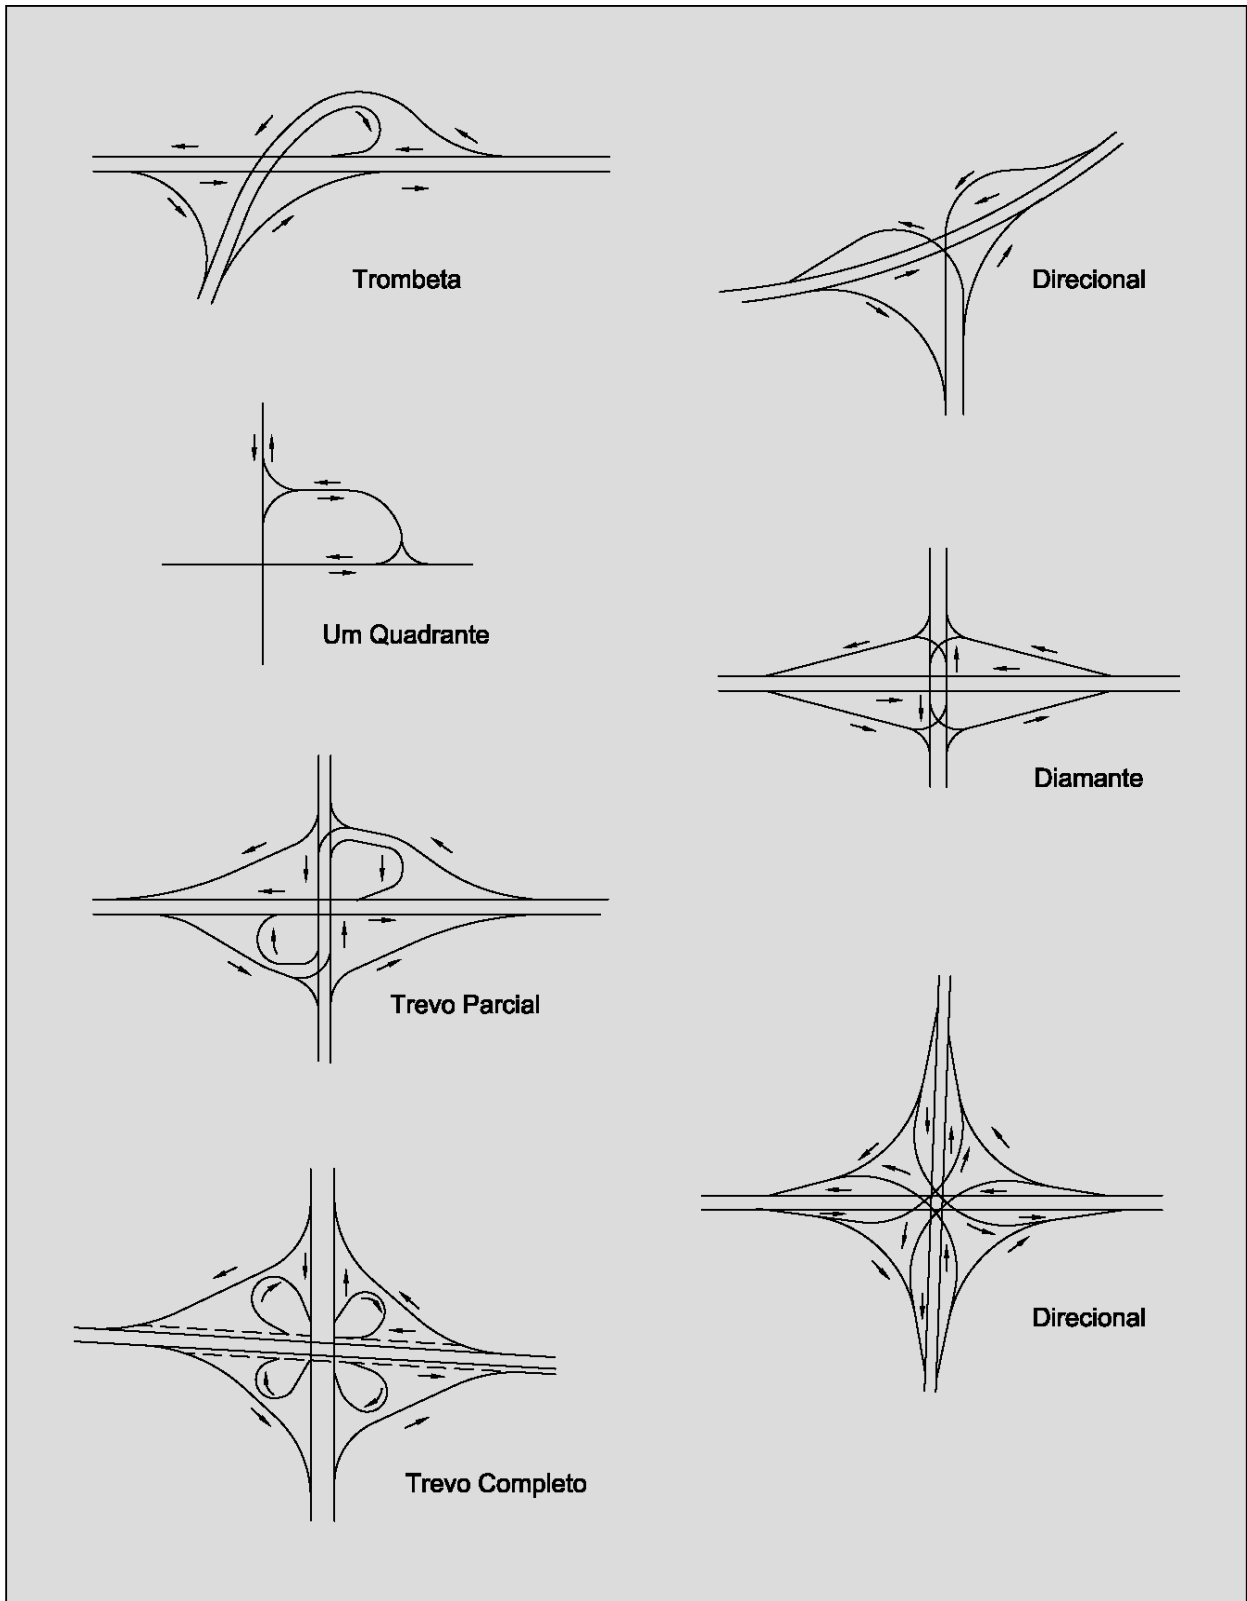 Trombeta
Direcional
Um Quadrante
Diamante
Trevo Parcial
Direcional
Trevo Completo